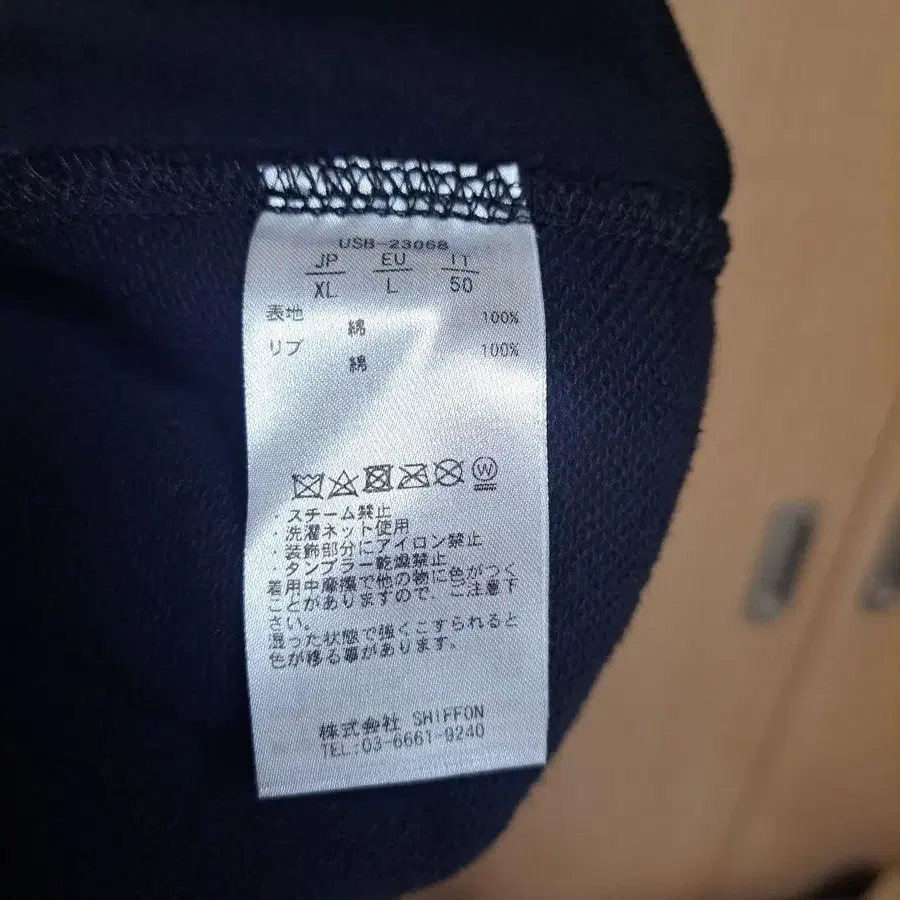 USB-23068
JP EU IT
XL L 50
表地 綿 100%
リブ 綿 100%
W
・スチーム禁止
・洗濯ネット使用
・装飾部分にアイロン禁止
・タンブラー乾燥禁止
着用中摩擦で他の物に色がつく
ことがありますので、ご注意下
さい。
湿った状態で強くこすられると
色が移る事があります。
株式会社 SHIFFON
TEL:03-6661-9240